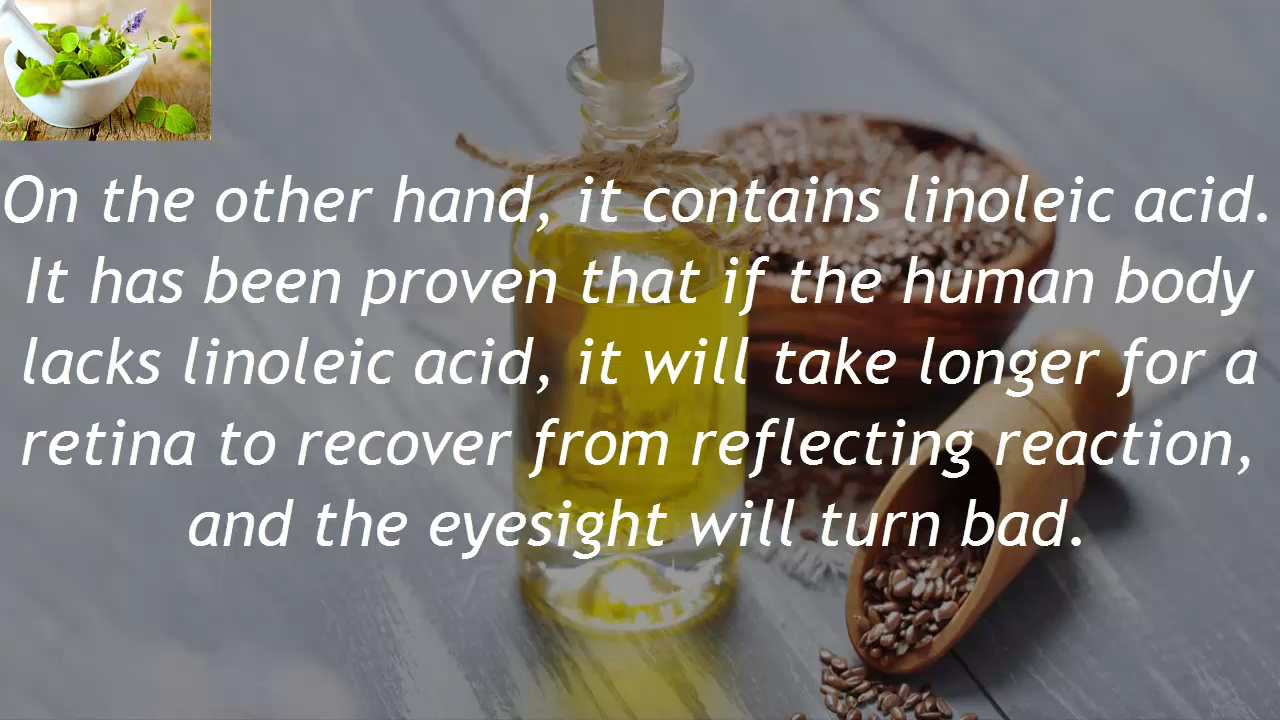 On the other hand, it contains linoleic acid.
It has been proven that if the human body
lacks linoleic acid, it will take longer for a
retina to recover from reflecting reaction,
and the eyesight will turn bad.